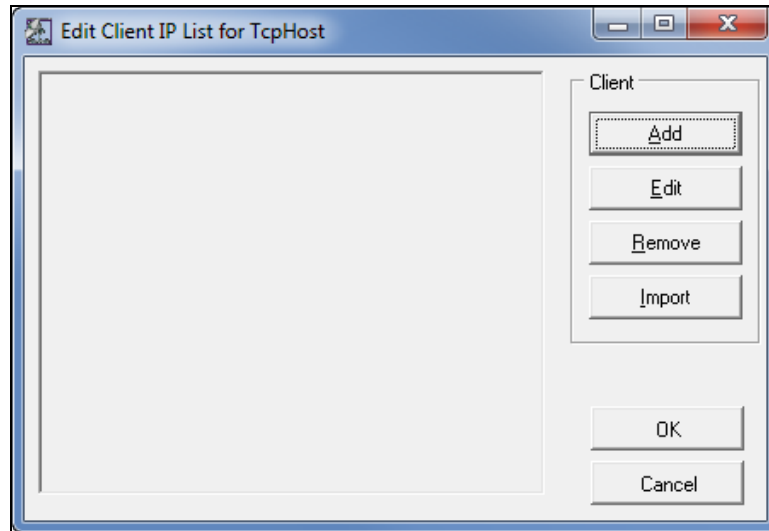 Edit Client IP List for TcpHost
Client
Add
Edit
Remove
Import
OK
Cancel